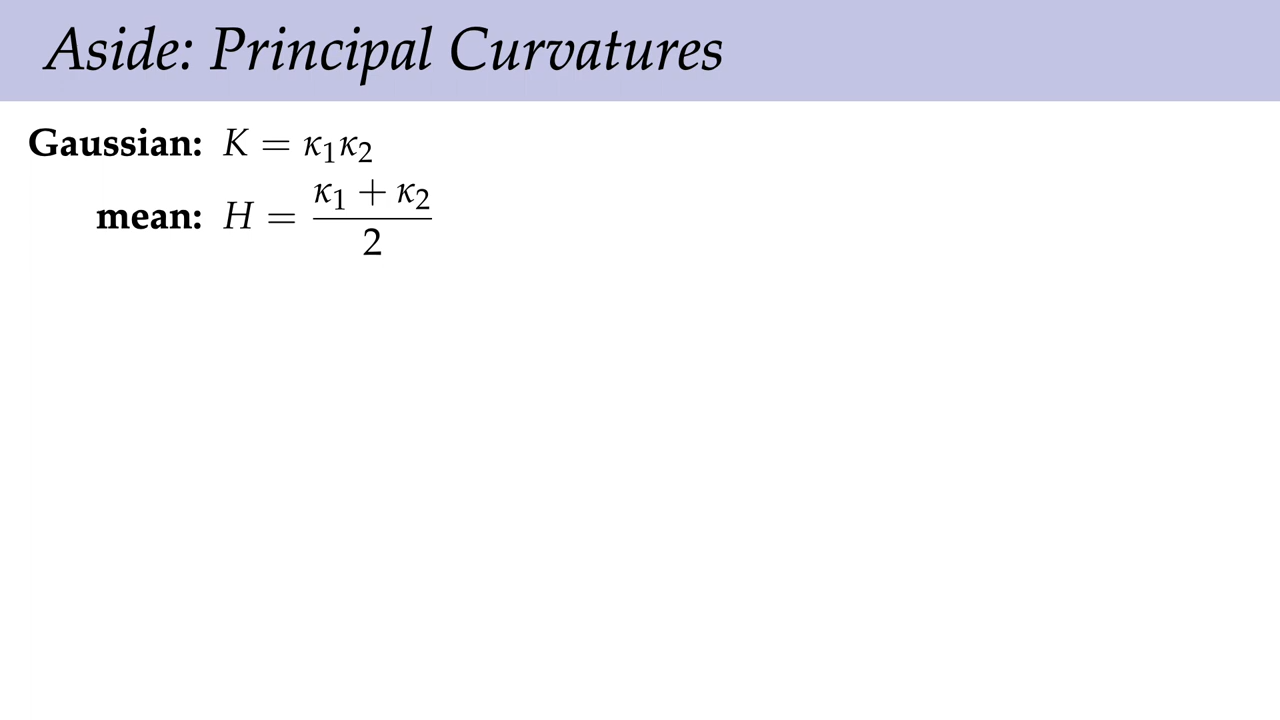 Aside: Principal Curvatures
Gaussian: K = κ₁κ₂
mean: H = (κ₁ + κ₂) / 2